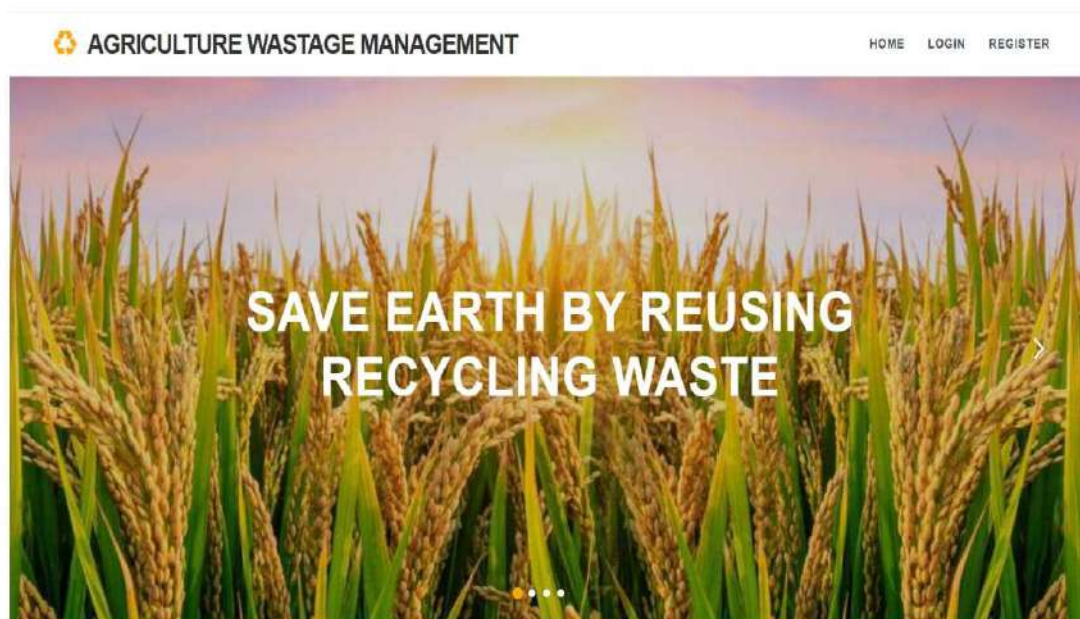 AGRICULTURE WASTAGE MANAGEMENT
HOME LOGIN REGISTER
SAVE EARTH BY REUSING
RECYCLING WASTE